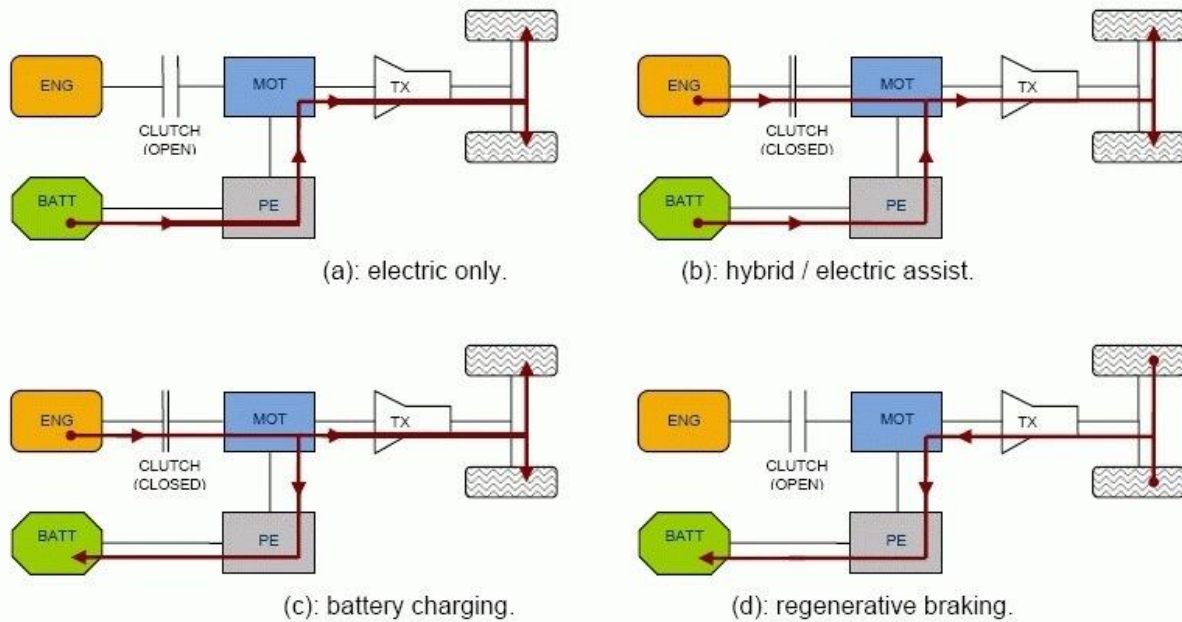 ENG
MOT
TX
CLUTCH
(OPEN)
BATT
PE
(a): electric only.
ENG
MOT
TX
CLUTCH
(CLOSED)
BATT
PE
(b): hybrid / electric assist.
ENG
MOT
TX
CLUTCH
(CLOSED)
BATT
PE
(c): battery charging.
ENG
MOT
TX
CLUTCH
(OPEN)
BATT
PE
(d): regenerative braking.